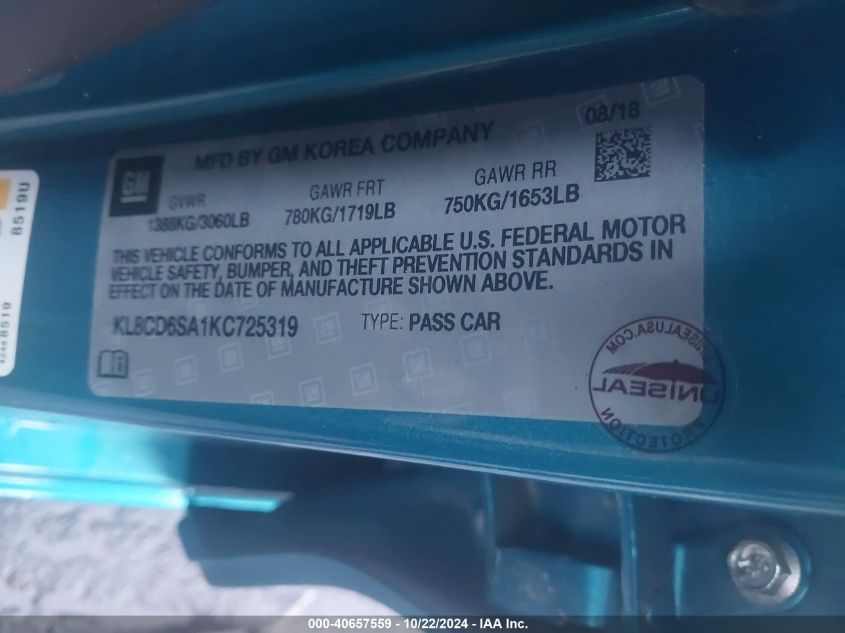 MFD BY GM KOREA COMPANY
08/18
GM
GVWR
1388KG/3060LB
GAWR FRT
780KG/1719LB
GAWR RR
750KG/1653LB
THIS VEHICLE CONFORMS TO ALL APPLICABLE U.S. FEDERAL MOTOR
VEHICLE SAFETY, BUMPER, AND THEFT PREVENTION STANDARDS IN
EFFECT ON THE DATE OF MANUFACTURE SHOWN ABOVE.
KL8CD6SA1KC725319
TYPE: PASS CAR
UNISEALUSA.COM
UNISEAL
PROTECTION
8519U
42448519
000-40657559 - 10/22/2024 - IAA Inc.